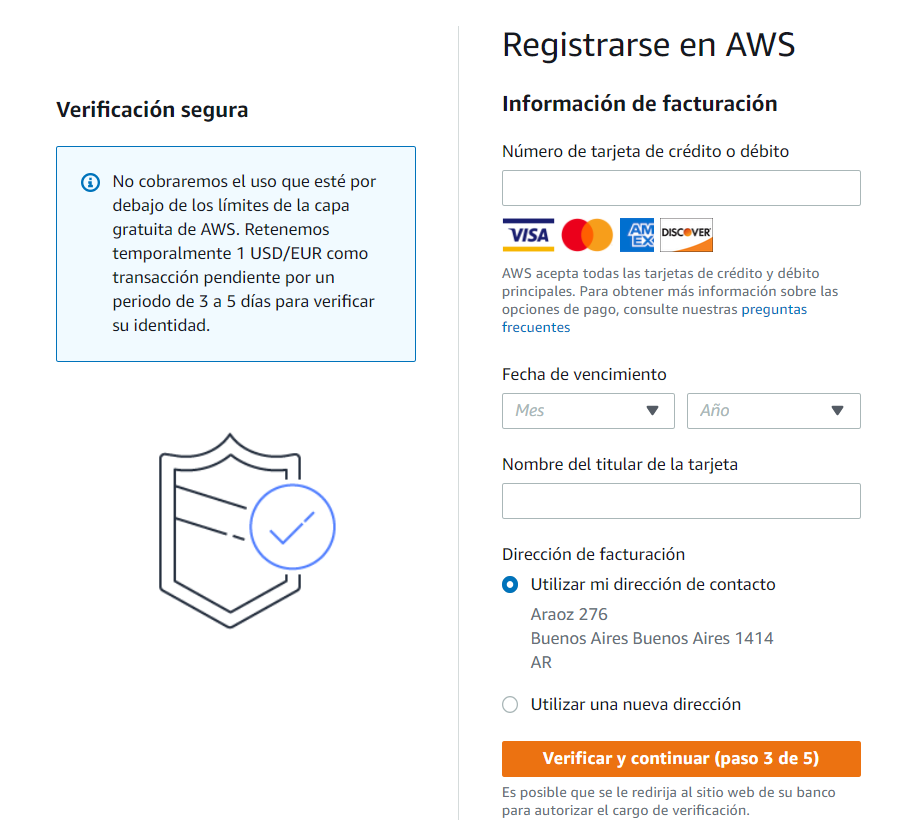 Verificación segura
No cobraremos el uso que esté por
debajo de los límites de la capa
gratuita de AWS. Retenemos
temporalmente 1 USD/EUR como
transacción pendiente por un
periodo de 3 a 5 días para verificar
su identidad.
Registrarse en AWS
Información de facturación
Número de tarjeta de crédito o débito
VISA AM EX DISCOVER
AWS acepta todas las tarjetas de crédito y débito
principales. Para obtener más información sobre las
opciones de pago, consulte nuestras preguntas
frecuentes
Fecha de vencimiento
Mes Año
Nombre del titular de la tarjeta
Dirección de facturación
Utilizar mi dirección de contacto
Araoz 276
Buenos Aires Buenos Aires 1414
AR
Utilizar una nueva dirección
Verificar y continuar (paso 3 de 5)
Es posible que se le redirija al sitio web de su banco
para autorizar el cargo de verificación.